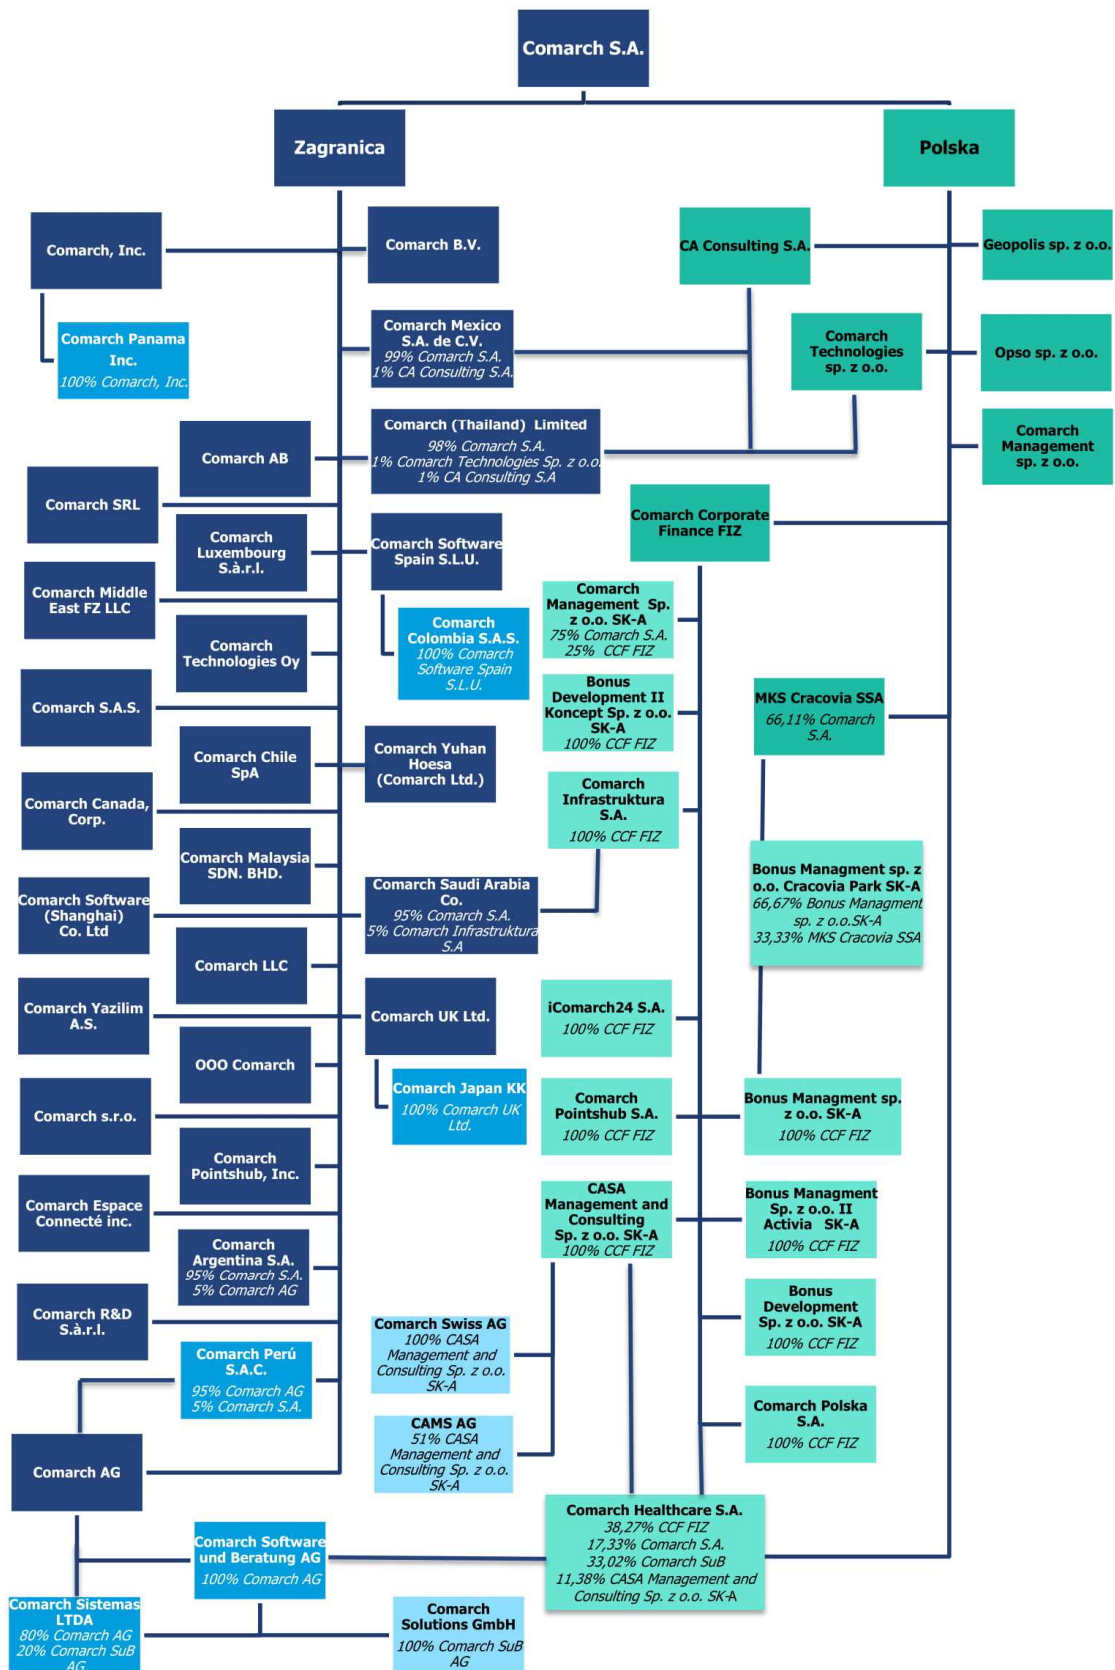 Comarch S.A.
Zagranica
Polska
Comarch, Inc.
Comarch B.V.
CA Consulting S.A.
Geopolis sp. z o.o.
Comarch Panama
Inc.
100% Comarch, Inc.
Comarch Mexico
S.A. de C.V.
99% Comarch S.A.
1% CA Consulting S.A.
Comarch
Technologies
sp. z o.o.
Opso sp. z o.o.
Comarch AB
Comarch (Thailand) Limited
98% Comarch S.A.
1% Comarch Technologies Sp. z o.o.
1% CA Consulting S.A
Comarch
Management
sp. z o.o.
Comarch SRL
Comarch
Luxembourg
S.à.r.l.
Comarch Software
Spain S.L.U.
Comarch Corporate
Finance FIZ
Comarch Middle
East FZ LLC
Comarch
Management Sp.
z o.o. SK-A
75% Comarch S.A.
25% CCF FIZ
Comarch
Technologies Oy
Comarch
Colombia S.A.S.
100% Comarch
Software Spain
S.L.U.
Comarch S.A.S.
Bonus
Development II
Koncept Sp. z o.o.
SK-A
100% CCF FIZ
MKS Cracovia SSA
66,11% Comarch
S.A.
Comarch Chile
SpA
Comarch Yuhan
Hoesa
(Comarch Ltd.)
Comarch Canada,
Corp.
Comarch
Infrastruktura
S.A.
100% CCF FIZ
Comarch Malaysia
SDN. BHD.
Comarch Software
(Shanghai)
Co. Ltd
Comarch Saudi Arabia
Co.
95% Comarch S.A.
5% Comarch Infrastruktura
S.A
Bonus Managment sp. z
o.o. Cracovia Park SK-A
66,67% Bonus Managment
sp. z o.o.SK-A
33,33% MKS Cracovia SSA
Comarch LLC
Comarch Yazilim
A.S.
Comarch UK Ltd.
iComarch24 S.A.
100% CCF FIZ
OOO Comarch
Comarch Japan KK
100% Comarch UK
Ltd.
Comarch s.r.o.
Comarch
Pointshub S.A.
100% CCF FIZ
Bonus Managment sp.
z o.o. SK-A
100% CCF FIZ
Comarch
Pointshub, Inc.
Comarch Espace
Connecté inc.
CASA
Management and
Consulting
Sp. z o.o. SK-A
100% CCF FIZ
Bonus Managment
Sp. z o.o. II
Activia SK-A
100% CCF FIZ
Comarch
Argentina S.A.
95% Comarch S.A.
5% Comarch AG
Comarch R&D
S.à.r.l.
Comarch Swiss AG
100% CASA
Management and
Consulting Sp. z o.o.
SK-A
Bonus
Development
Sp. z o.o. SK-A
100% CCF FIZ
Comarch Perú
S.A.C.
95% Comarch AG
5% Comarch S.A.
CAMS AG
51% CASA
Management and
Consulting Sp. z o.o.
SK-A
Comarch Polska
S.A.
100% CCF FIZ
Comarch AG
Comarch Healthcare S.A.
38,27% CCF FIZ
17,33% Comarch S.A.
33,02% Comarch SuB
11,38% CASA Management and
Consulting Sp. z o.o. SK-A
Comarch Software
und Beratung AG
100% Comarch AG
Comarch Sistemas
LTDA
80% Comarch AG
20% Comarch SuB
AG
Comarch
Solutions GmbH
100% Comarch SuB
AG